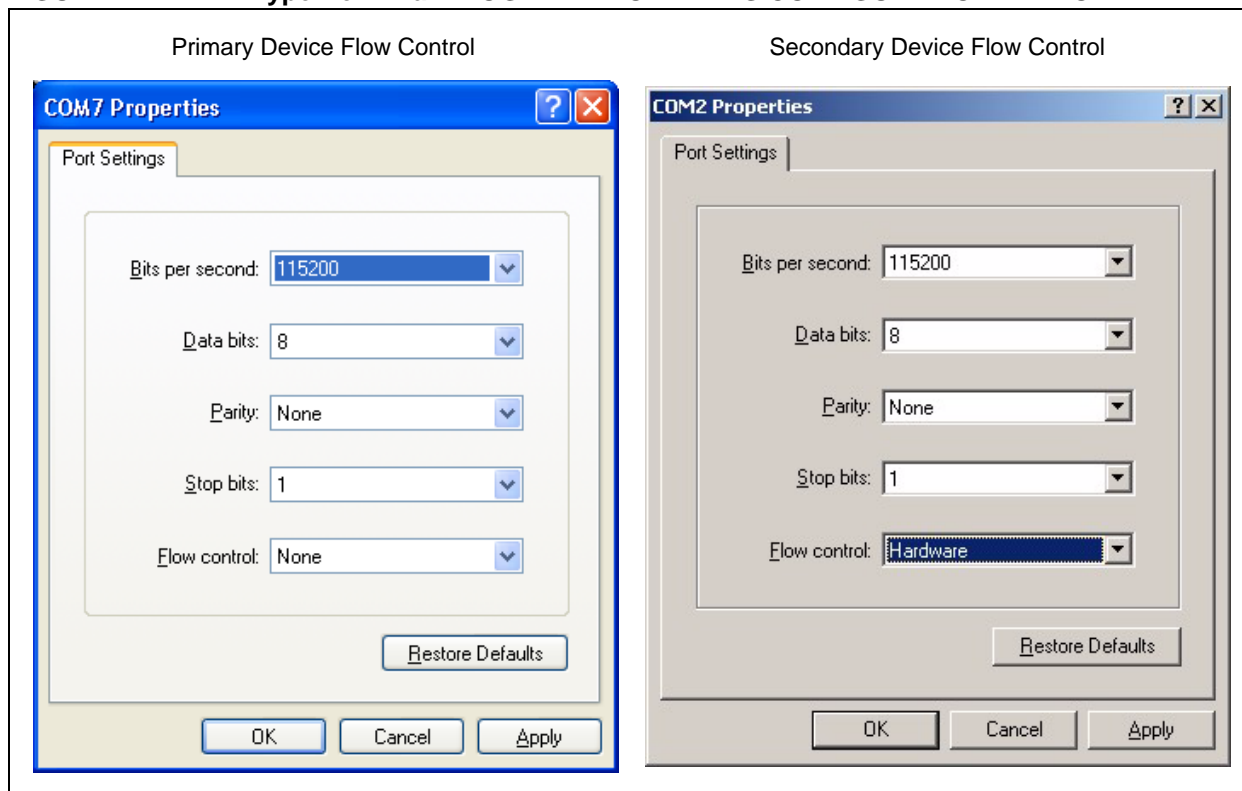 Primary Device Flow Control
Secondary Device Flow Control
COM7 Properties
Port Settings
Bits per second: 115200
Data bits: 8
Parity: None
Stop bits: 1
Flow control: None
Restore Defaults
OK Cancel Apply
COM2 Properties
Port Settings
Bits per second: 115200
Data bits: 8
Parity: None
Stop bits: 1
Flow control: Hardware
Restore Defaults
OK Cancel Apply